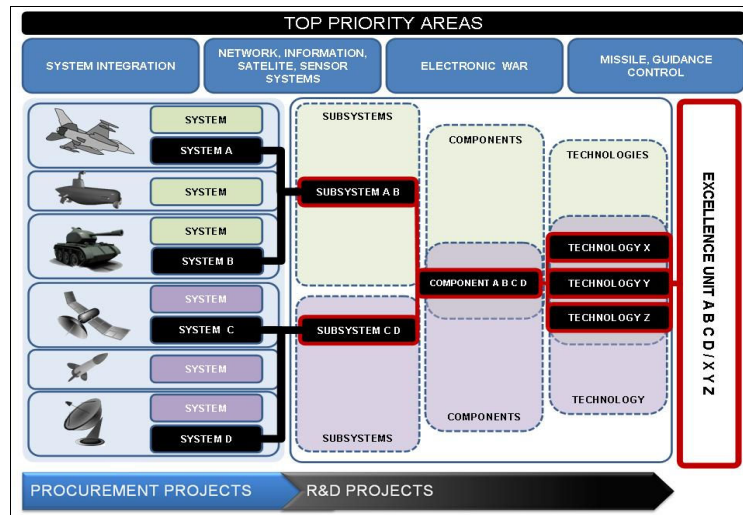 TOP PRIORITY AREAS
SYSTEM INTEGRATION
NETWORK, INFORMATION,
SATELITE, SENSOR
SYSTEMS
ELECTRONIC WAR
MISSILE, GUIDANCE
CONTROL
SYSTEM
SYSTEM A
SYSTEM
SYSTEM
SYSTEM B
SYSTEM
SYSTEM C
SYSTEM
SYSTEM
SYSTEM D
SUBSYSTEMS
SUBSYSTEM A B
SUBSYSTEM C D
SUBSYSTEMS
COMPONENTS
COMPONENT A B C D
COMPONENTS
TECHNOLOGIES
TECHNOLOGY X
TECHNOLOGY Y
TECHNOLOGY Z
TECHNOLOGY
EXCELLENCE UNIT A B C D / X Y Z
PROCUREMENT PROJECTS
R&D PROJECTS